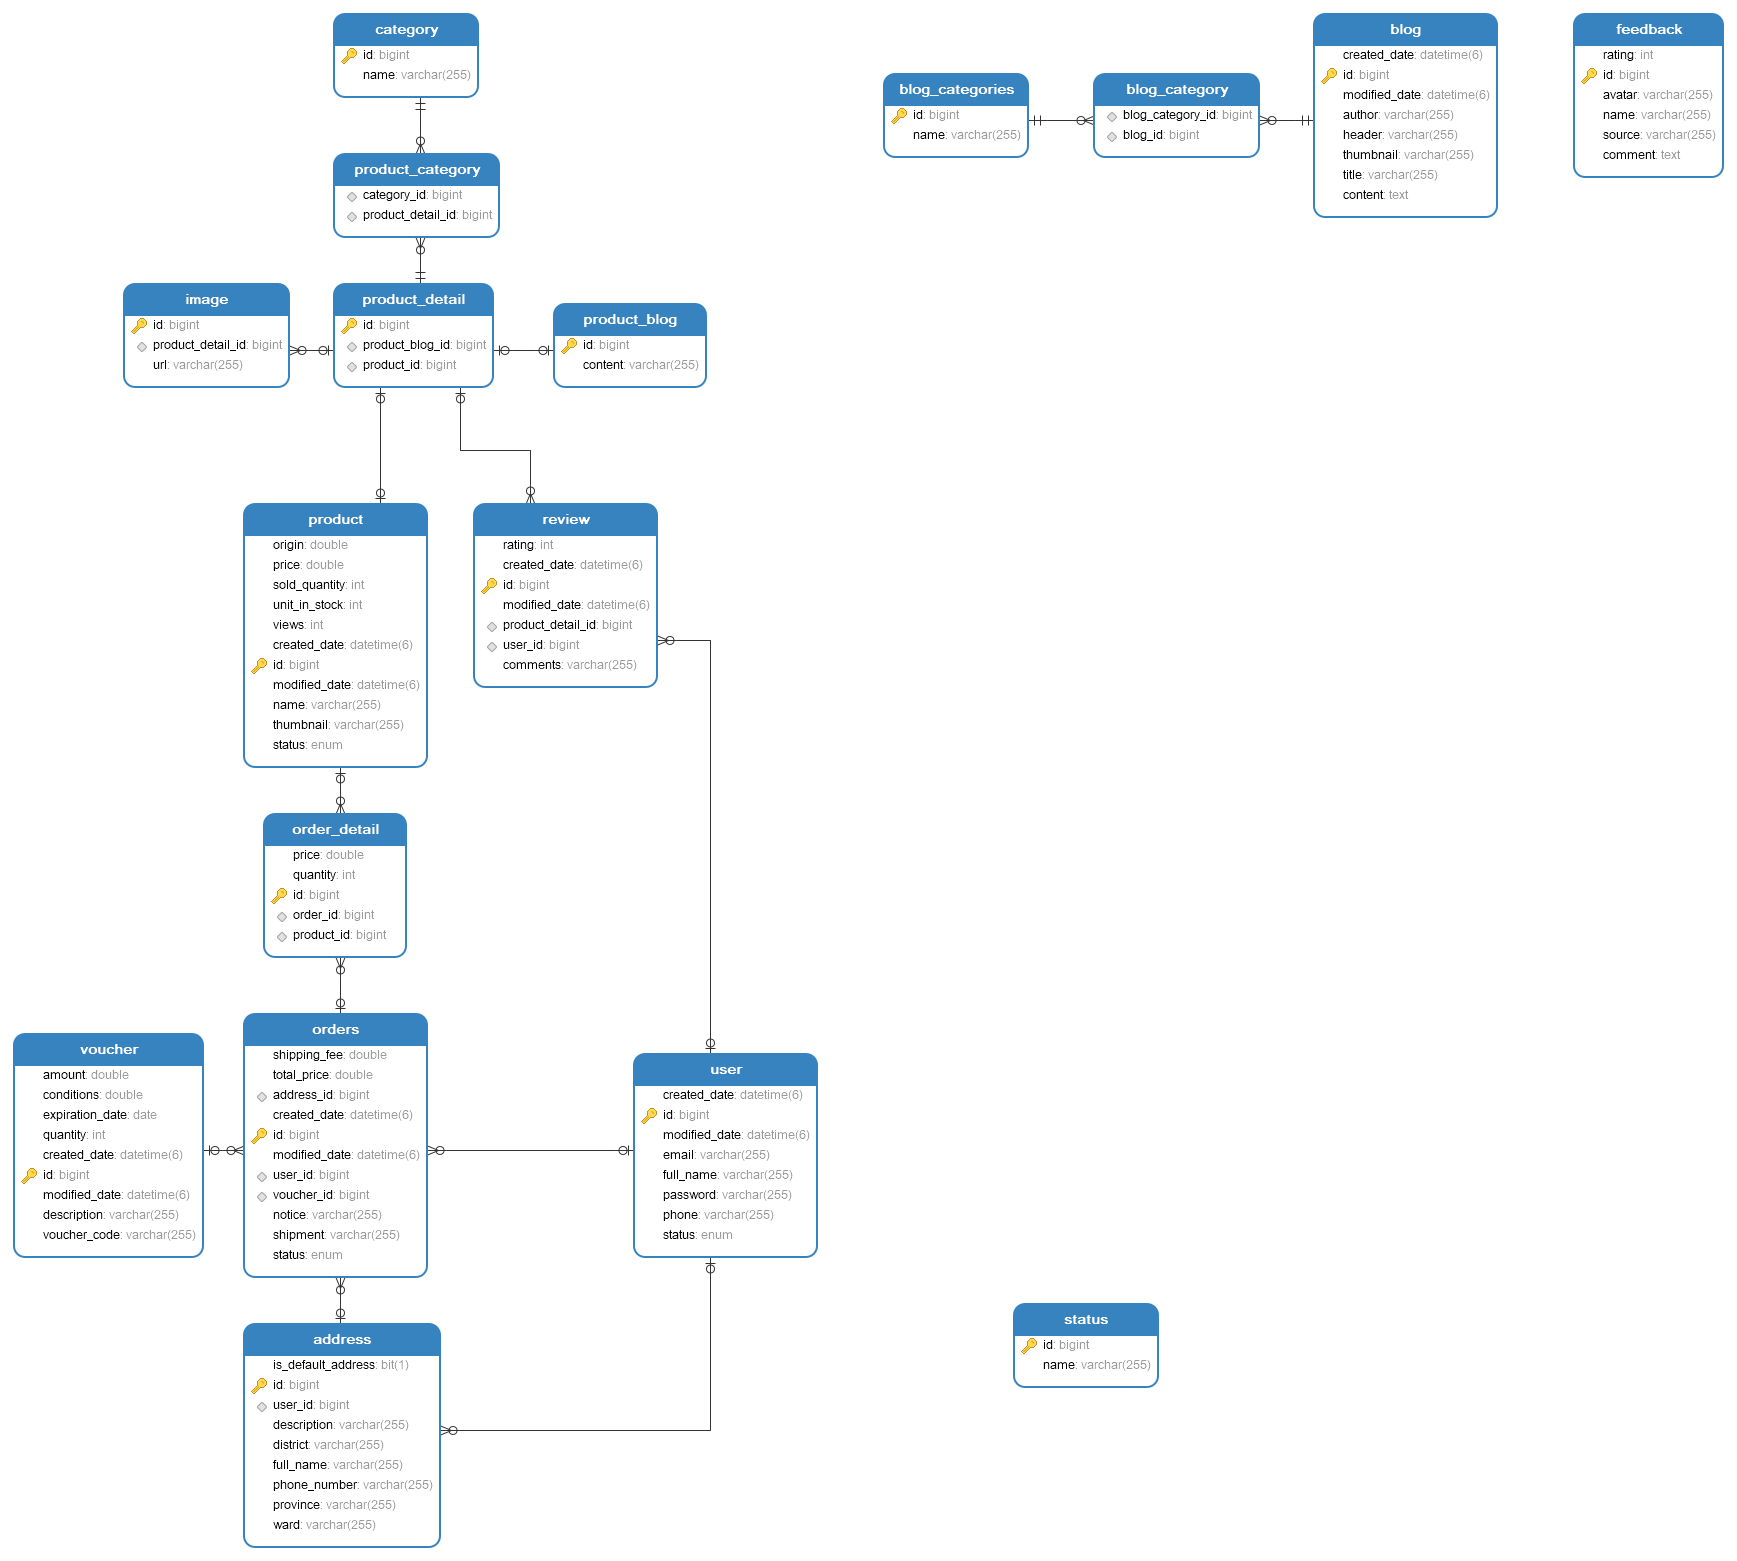 category
id: bigint
name: varchar(255)
product_category
category_id: bigint
product_detail_id: bigint
image
id: bigint
product_detail_id: bigint
url: varchar(255)
product_detail
id: bigint
product_blog_id: bigint
product_id: bigint
product_blog
id: bigint
content: varchar(255)
product
origin: double
price: double
sold_quantity: int
unit_in_stock: int
views: int
created_date: datetime(6)
id: bigint
modified_date: datetime(6)
name: varchar(255)
thumbnail: varchar(255)
status: enum
review
rating: int
created_date: datetime(6)
id: bigint
modified_date: datetime(6)
product_detail_id: bigint
user_id: bigint
comments: varchar(255)
order_detail
price: double
quantity: int
id: bigint
order_id: bigint
product_id: bigint
voucher
amount: double
conditions: double
expiration_date: date
quantity: int
created_date: datetime(6)
id: bigint
modified_date: datetime(6)
description: varchar(255)
voucher_code: varchar(255)
orders
shipping_fee: double
total_price: double
address_id: bigint
created_date: datetime(6)
id: bigint
modified_date: datetime(6)
user_id: bigint
voucher_id: bigint
notice: varchar(255)
shipment: varchar(255)
status: enum
user
created_date: datetime(6)
id: bigint
modified_date: datetime(6)
email: varchar(255)
full_name: varchar(255)
password: varchar(255)
phone: varchar(255)
status: enum
address
is_default_address: bit(1)
id: bigint
user_id: bigint
description: varchar(255)
district: varchar(255)
full_name: varchar(255)
phone_number: varchar(255)
province: varchar(255)
ward: varchar(255)
blog_categories
id: bigint
name: varchar(255)
blog_category
blog_category_id: bigint
blog_id: bigint
blog
created_date: datetime(6)
id: bigint
modified_date: datetime(6)
author: varchar(255)
header: varchar(255)
thumbnail: varchar(255)
title: varchar(255)
content: text
feedback
rating: int
id: bigint
avatar: varchar(255)
name: varchar(255)
source: varchar(255)
comment: text
status
id: bigint
name: varchar(255)